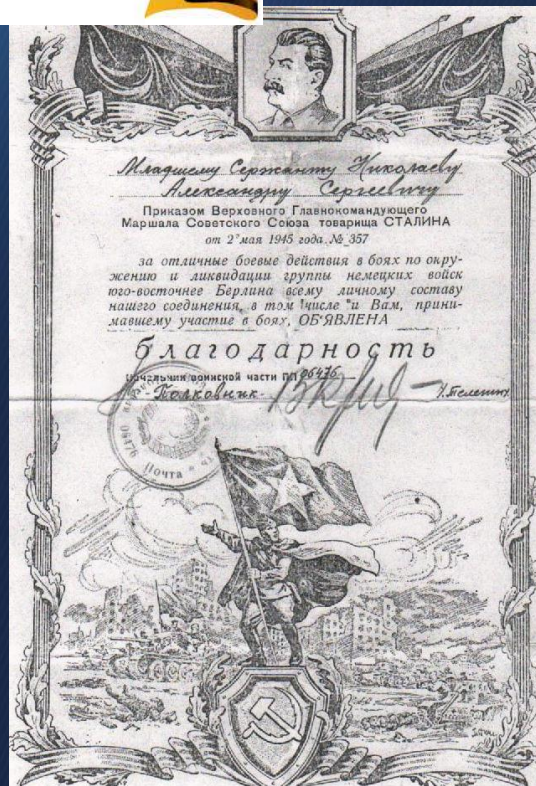 Младшему Сержанту Николаеву
Александру Сергеевичу
Приказом Верховного Главнокомандующего
Маршала Советского Союза товарища СТАЛИНА
от 2 мая 1945 года № 357
за отличные боевые действия в боях по окру-
жению и ликвидации группы немецких войск
юго-восточнее Берлина всему личному составу
нашего соединения, в том числе и Вам, прини-
мавшему участие в боях, ОБ'ЯВЛЕНА
благодарность
Начальник воинской части ПП 06476
Полковник
Почта